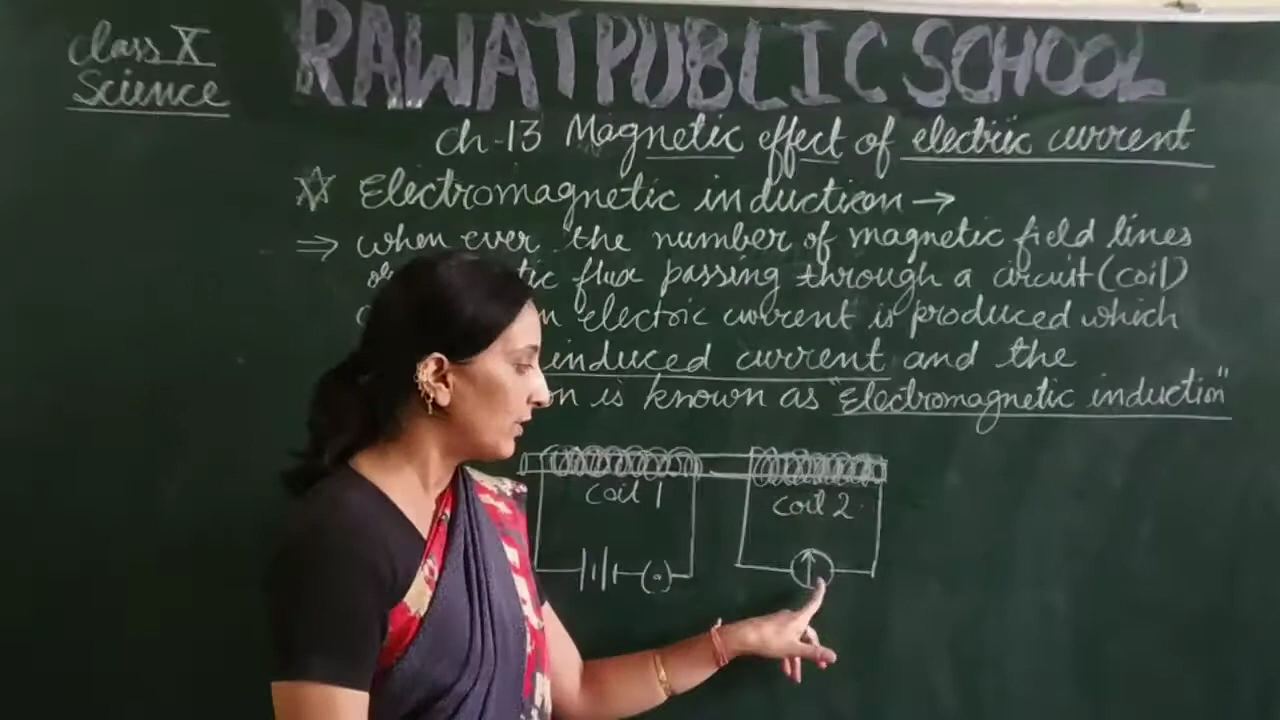 class X
Science
RAWAT PUBLIC SCHOOL
ch-13 Magnetic effect of electric current
☆ Electromagnetic induction →
⇒ when ever the number of magnetic field lines
flux passing through a circuit (coil)
electric current is produced which
induced current and the
is known as "Electromagnetic induction"
coil 1
coil 2